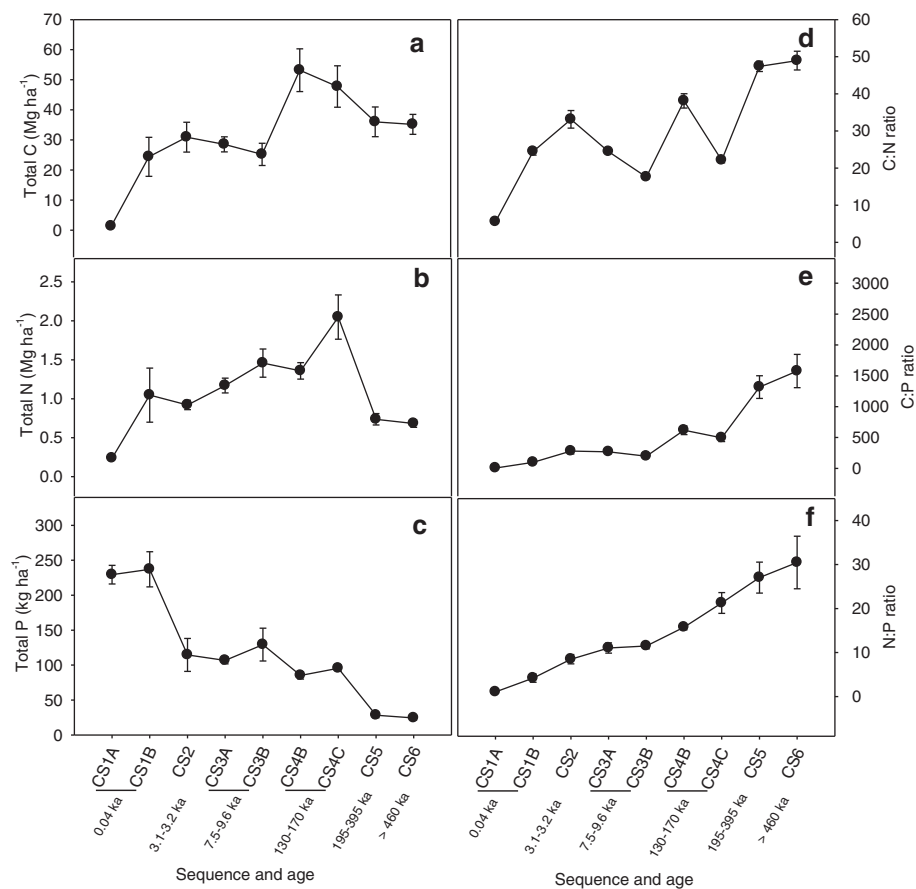 a
Total C (Mg ha-1)
70
60
50
40
30
20
10
0
d
C:N ratio
60
50
40
30
20
10
0
b
Total N (Mg ha-1)
2.5
2.0
1.5
1.0
0.5
0.0
e
C:P ratio
3000
2500
2000
1500
1000
500
0
c
Total P (kg ha-1)
300
250
200
150
100
50
0
f
N:P ratio
40
30
20
10
0
CS1A
CS1B
CS2
CS3A
CS3B
CS4B
CS4C
CS5
CS6
0.04 ka
3.1-3.2 ka
7.5-9.6 ka
130-170 ka
195-395 ka
> 460 ka
Sequence and age
CS1A
CS1B
CS2
CS3A
CS3B
CS4B
CS4C
CS5
CS6
0.04 ka
3.1-3.2 ka
7.5-9.6 ka
130-170 ka
195-395 ka
> 460 ka
Sequence and age